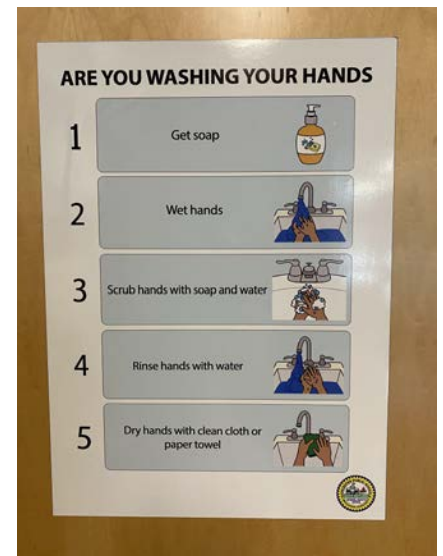 ARE YOU WASHING YOUR HANDS
1
Get soap
2
Wet hands
3
Scrub hands with soap and water
4
Rinse hands with water
5
Dry hands with clean cloth or
paper towel